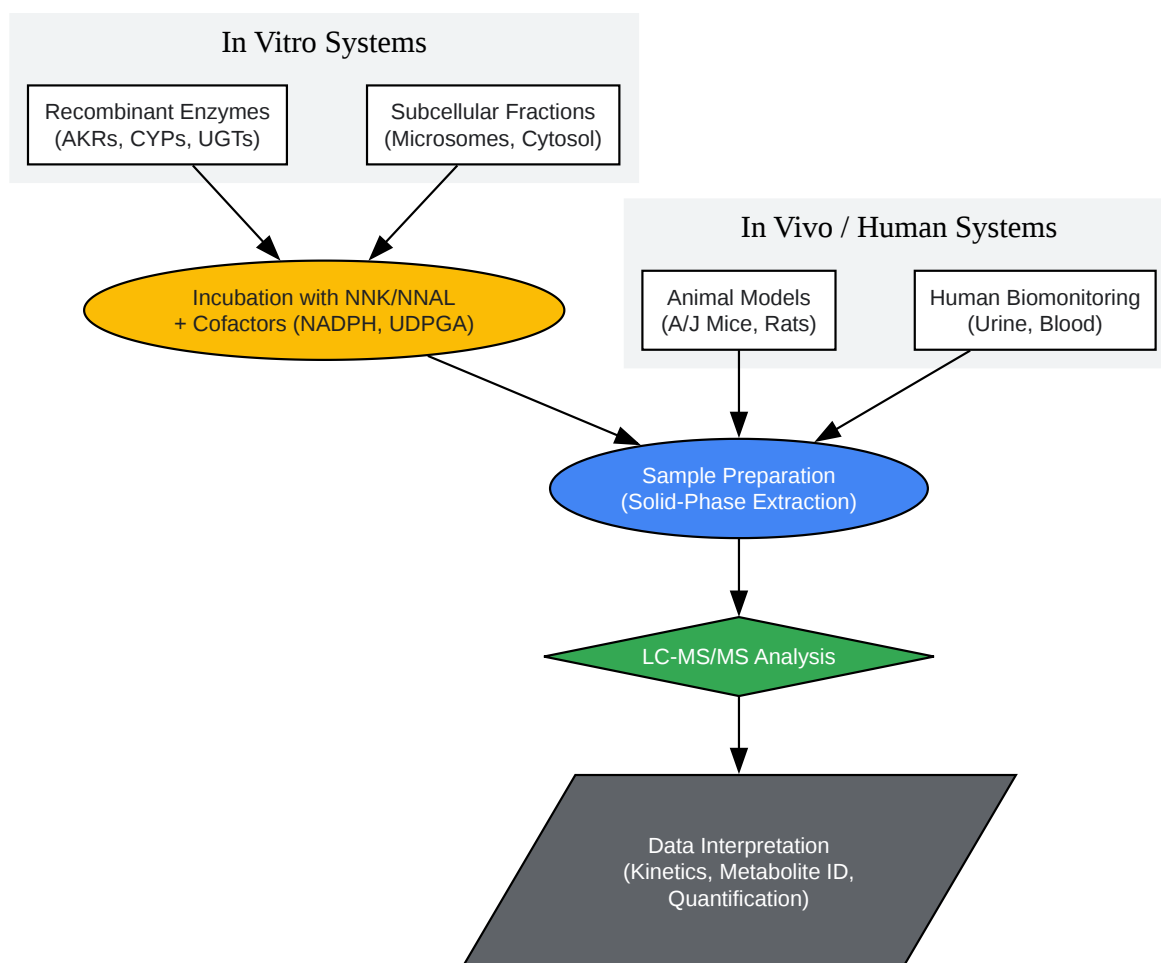 In Vitro Systems
Recombinant Enzymes
(AKRs, CYPs, UGTs)
Subcellular Fractions
(Microsomes, Cytosol)
In Vivo / Human Systems
Incubation with NNK/NNAL
+ Cofactors (NADPH, UDPGA)
Animal Models
(A/J Mice, Rats)
Human Biomonitoring
(Urine, Blood)
Sample Preparation
(Solid-Phase Extraction)
LC-MS/MS Analysis
Data Interpretation
(Kinetics, Metabolite ID,
Quantification)